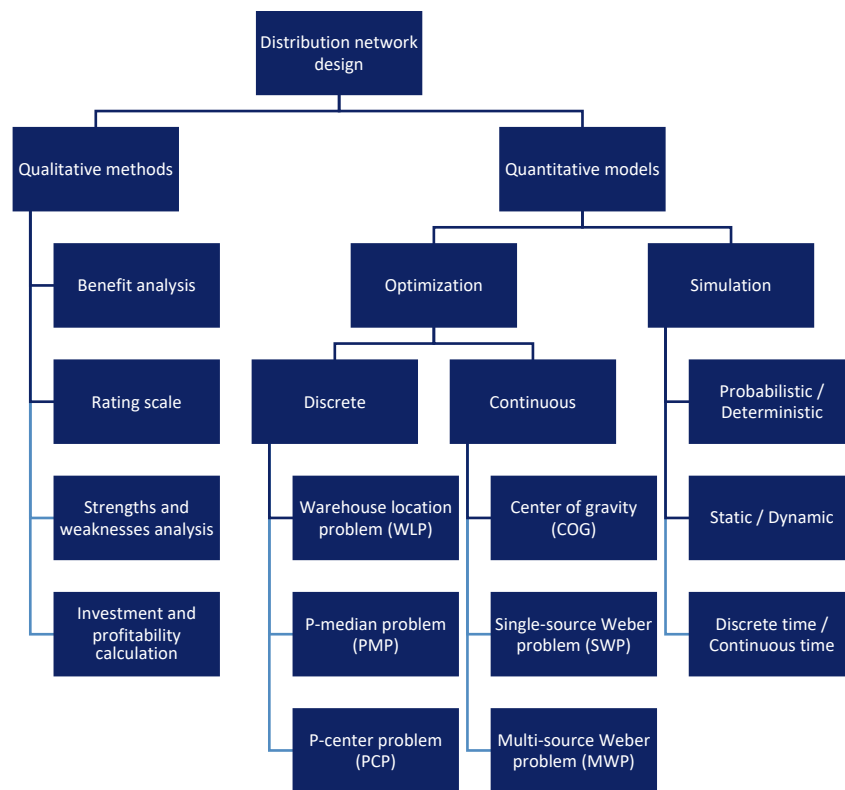 Distribution network
design
Qualitative methods
Quantitative models
Benefit analysis
Optimization
Simulation
Rating scale
Discrete
Continuous
Probabilistic /
Deterministic
Strengths and
weaknesses analysis
Warehouse location
problem (WLP)
Center of gravity
(COG)
Static / Dynamic
Investment and
profitability
calculation
P-median problem
(PMP)
Single-source Weber
problem (SWP)
Discrete time /
Continuous time
P-center problem
(PCP)
Multi-source Weber
problem (MWP)